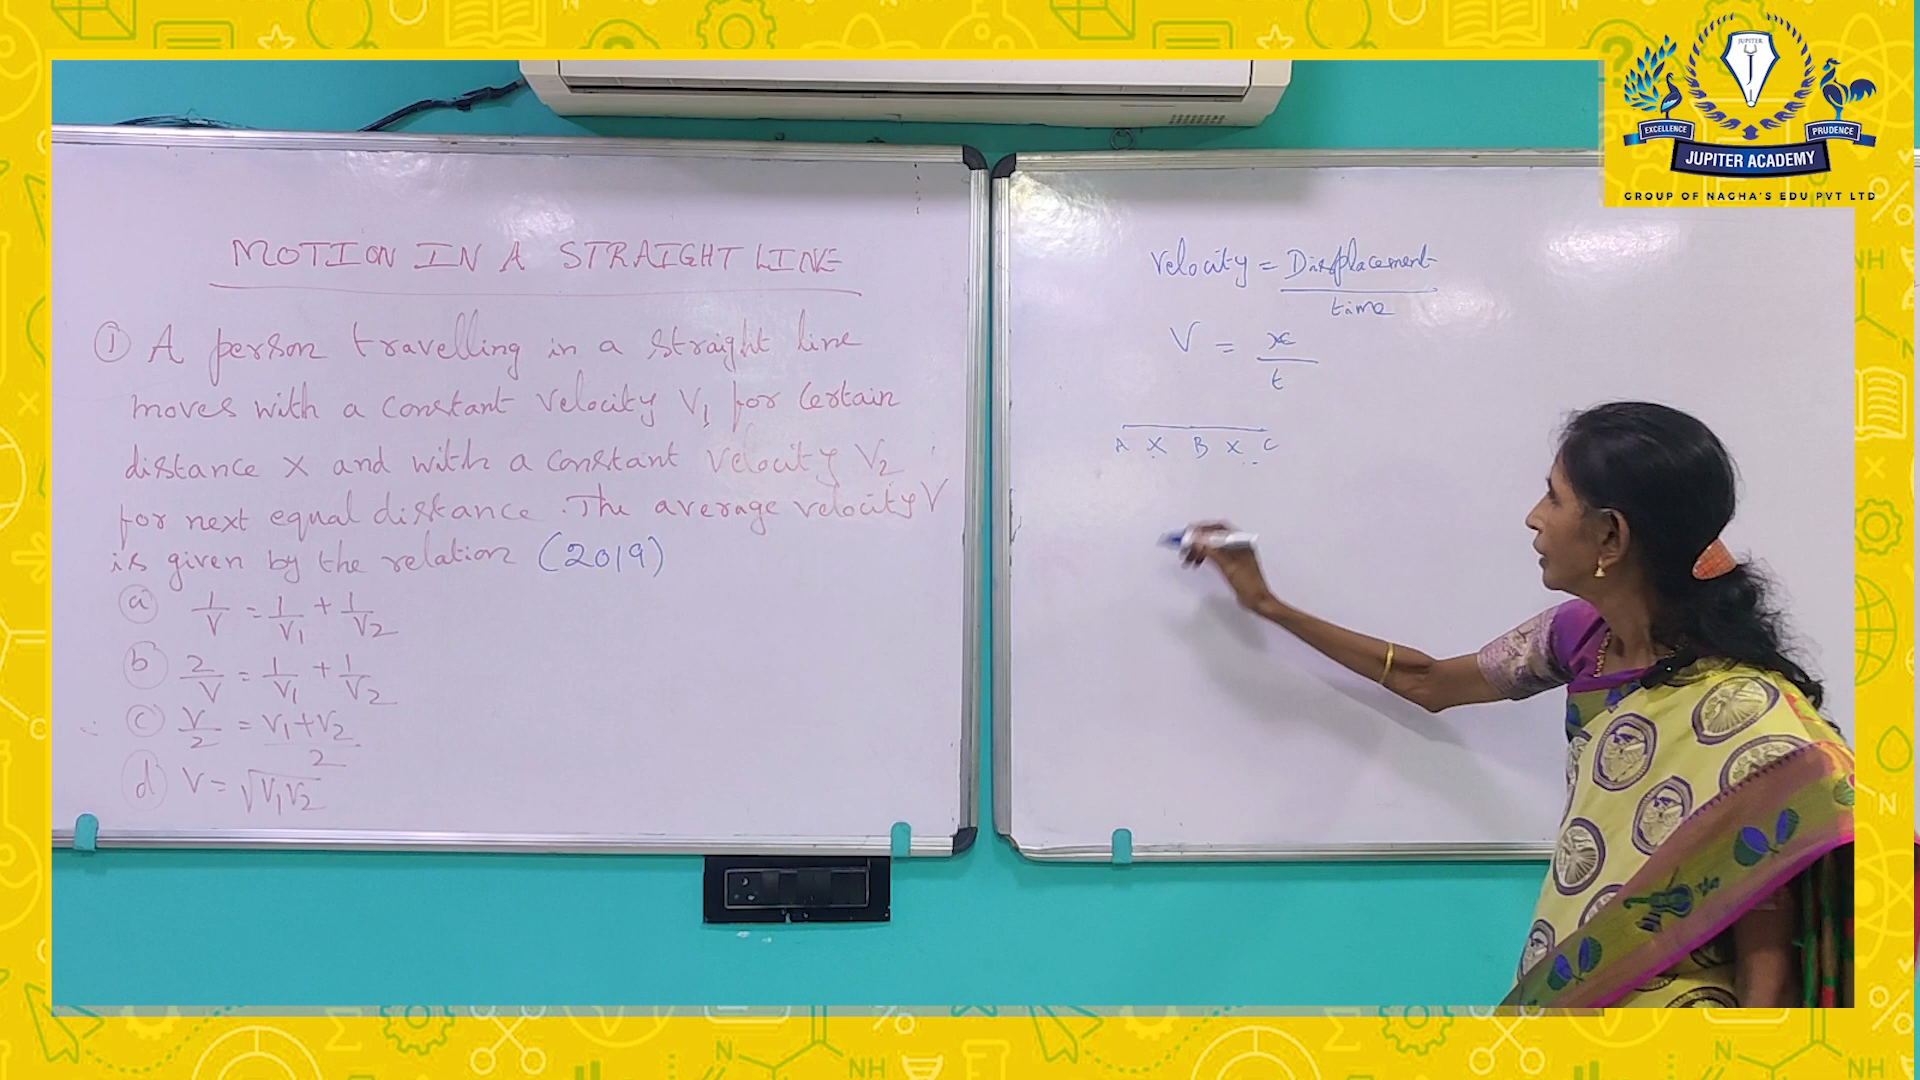 MOTION IN A STRAIGHT LINE
① A person travelling in a straight line
moves with a constant velocity V₁ for certain
distance X and with a constant velocity V₂
for next equal distance. The average velocity V
is given by the relation (2019)
ⓐ 1/V = 1/V₁ + 1/V₂
ⓑ 2/V = 1/V₁ + 1/V₂
ⓒ V/2 = V₁+V₂/2
ⓓ V = √V₁V₂
Velocity = Displacement/time
V = x/t
A X B X C
JUPITER
EXCELLENCE
PRUDENCE
JUPITER ACADEMY
GROUP OF NAGHA'S EDU PVT LTD